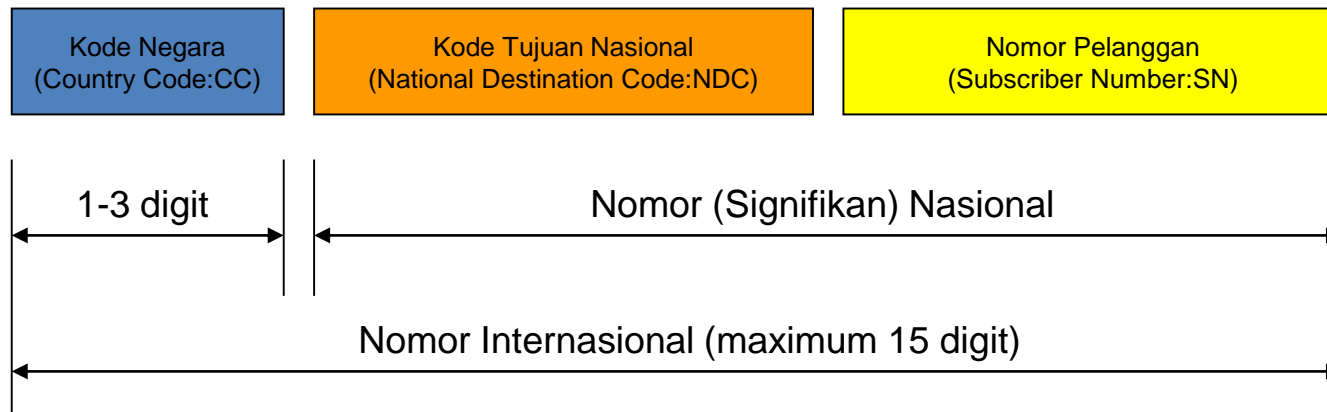 Kode Negara
(Country Code:CC)
Kode Tujuan Nasional
(National Destination Code:NDC)
Nomor Pelanggan
(Subscriber Number:SN)
1-3 digit
Nomor (Signifikan) Nasional
Nomor Internasional (maximum 15 digit)